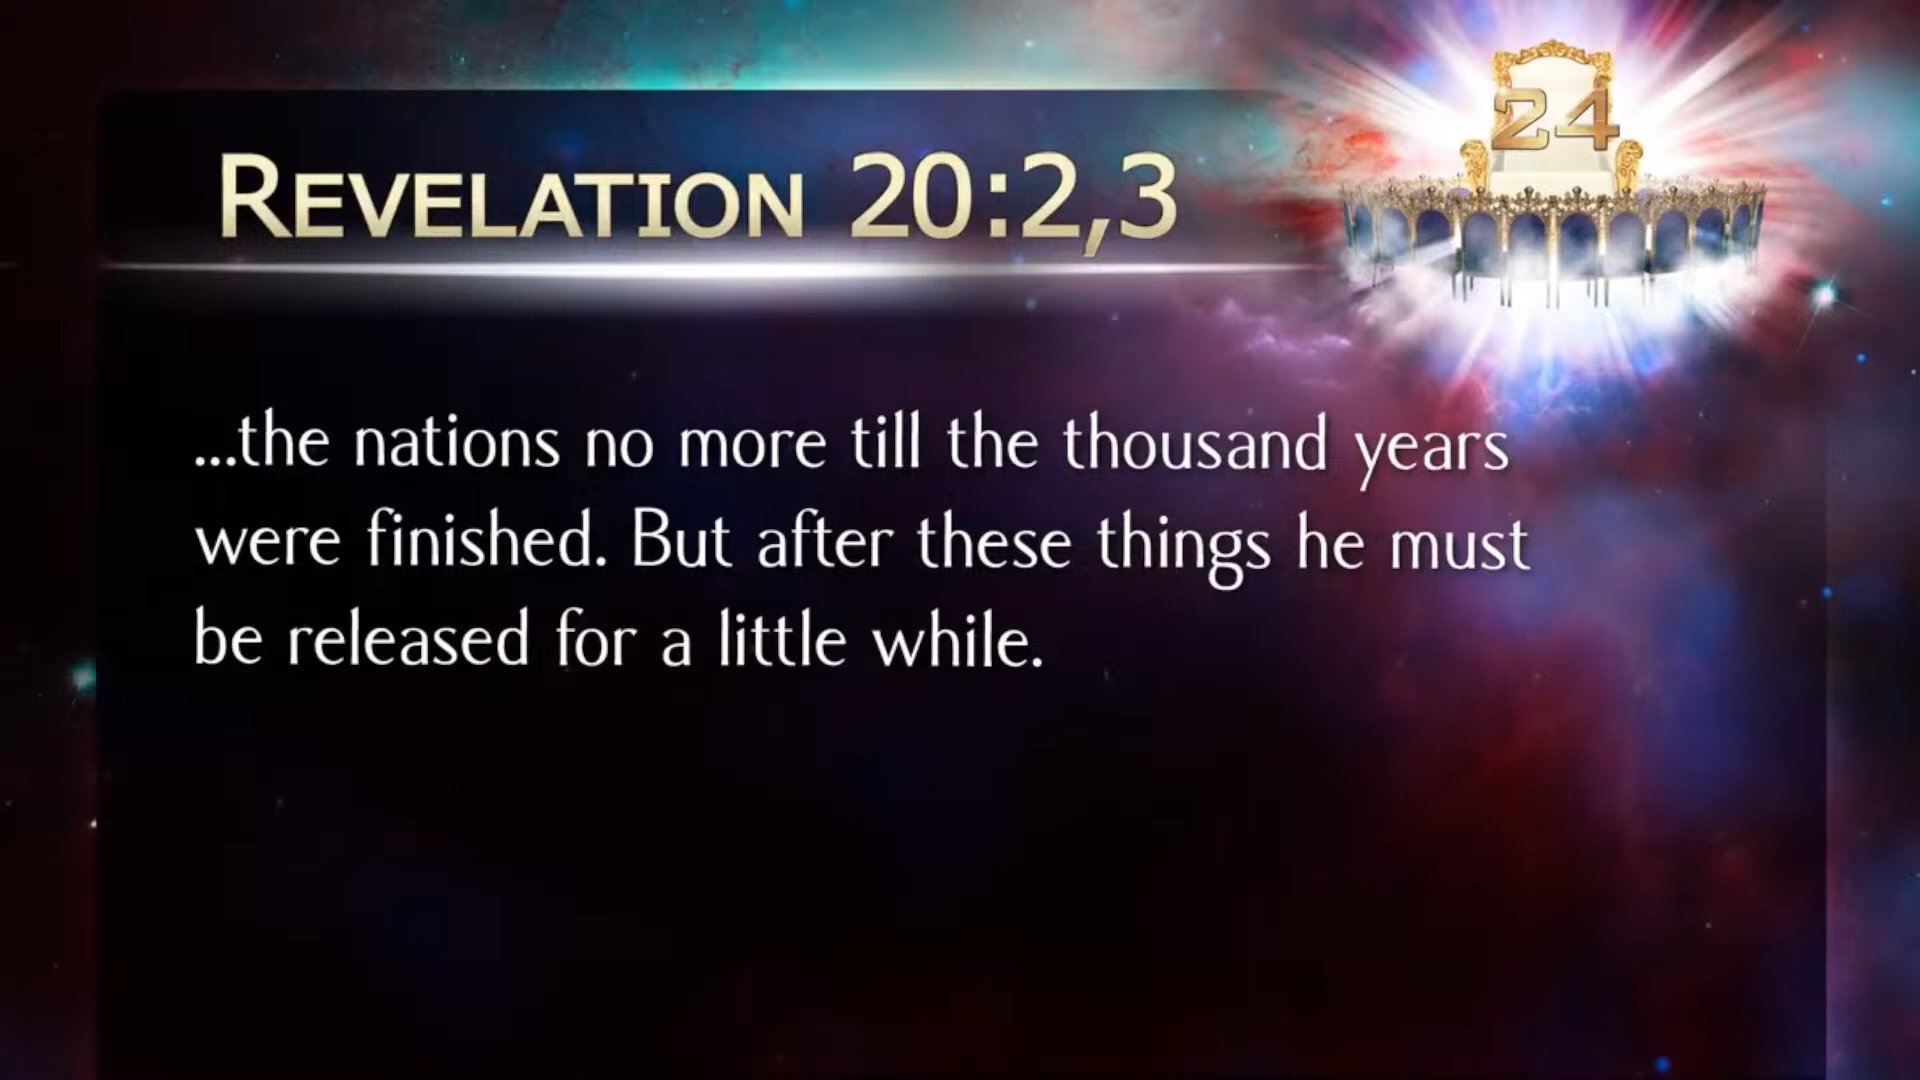 REVELATION 20:2,3
24
...the nations no more till the thousand years
were finished. But after these things he must
be released for a little while.